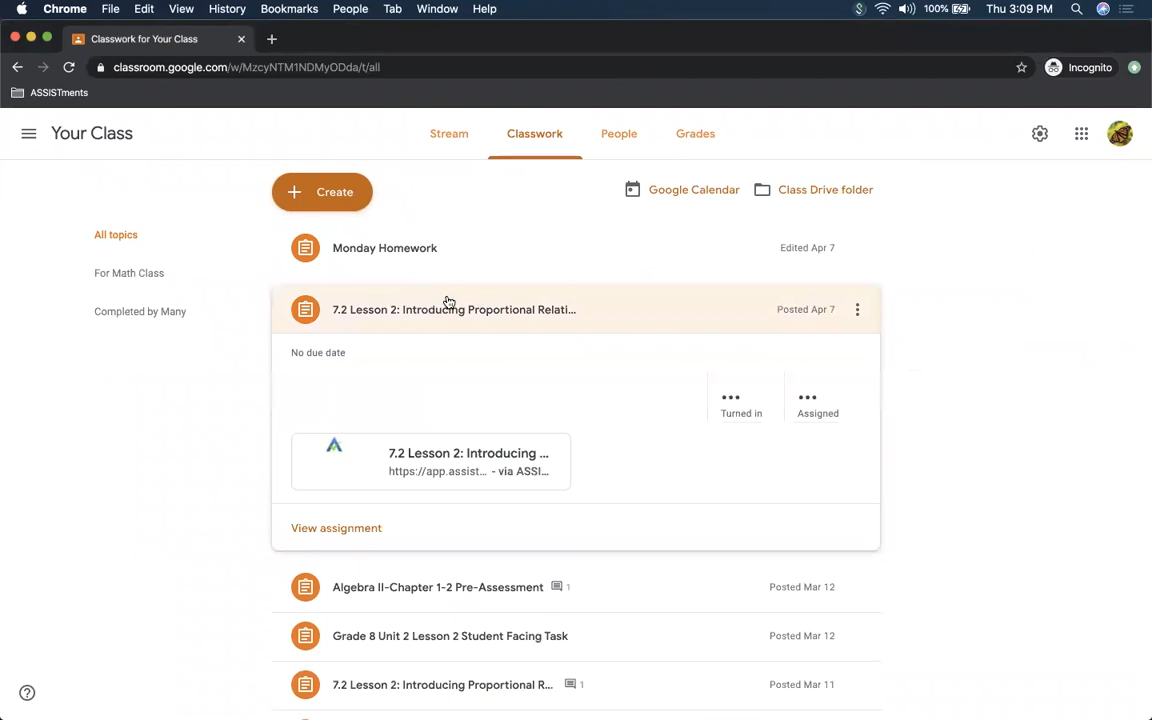 Chrome File Edit View History Bookmarks People Tab Window Help 100% Thu 3:09 PM
Classwork for Your Class
classroom.google.com/w/MzcyNTM1NDMyODda/t/all Incognito
ASSISTments
Your Class Stream Classwork People Grades
Create Google Calendar Class Drive folder
All topics
Monday Homework Edited Apr 7
For Math Class
7.2 Lesson 2: Introducing Proportional Relati... Posted Apr 7
Completed by Many
No due date
••• •••
Turned in Assigned
7.2 Lesson 2: Introducing ...
https://app.assist... - via ASSI...
View assignment
Algebra II-Chapter 1-2 Pre-Assessment 1 Posted Mar 12
Grade 8 Unit 2 Lesson 2 Student Facing Task Posted Mar 12
7.2 Lesson 2: Introducing Proportional R... 1 Posted Mar 11